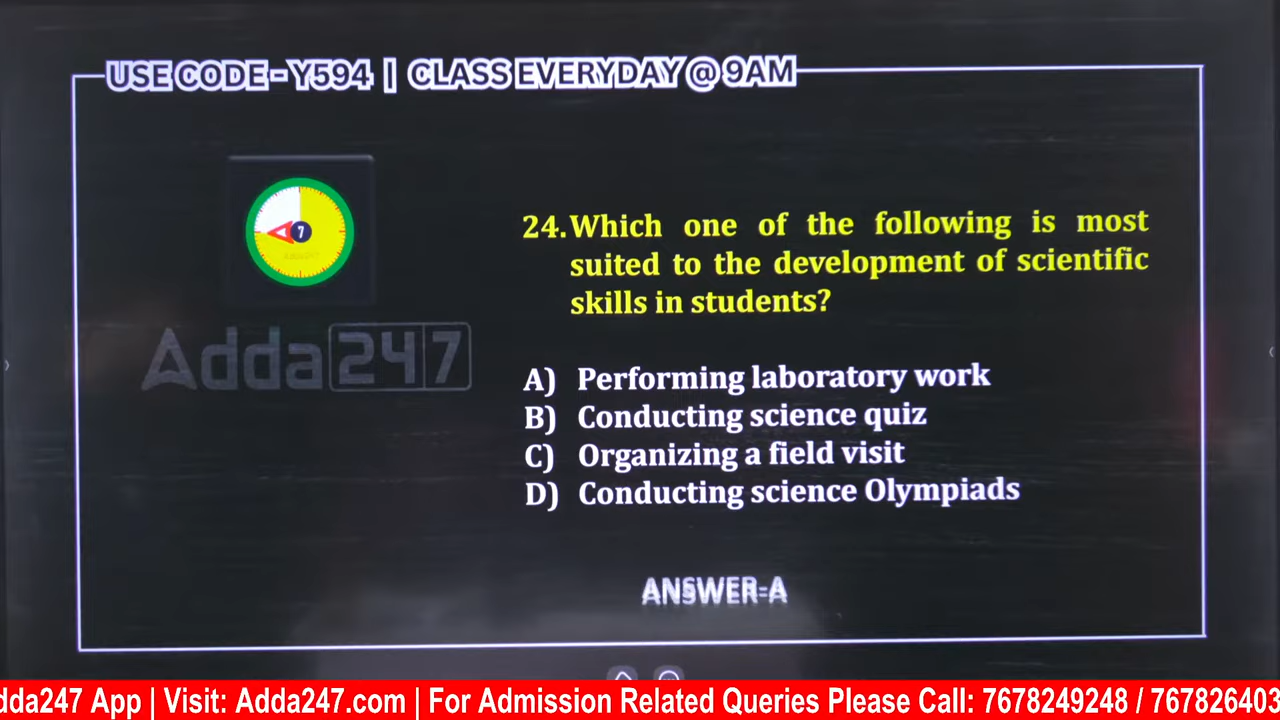 USE CODE - Y594 | CLASS EVERYDAY @ 9AM
7
Adda247
24. Which one of the following is most
suited to the development of scientific
skills in students?
A) Performing laboratory work
B) Conducting science quiz
C) Organizing a field visit
D) Conducting science Olympiads
ANSWER=A
dda247 App | Visit: Adda247.com | For Admission Related Queries Please Call: 7678249248 / 767826403